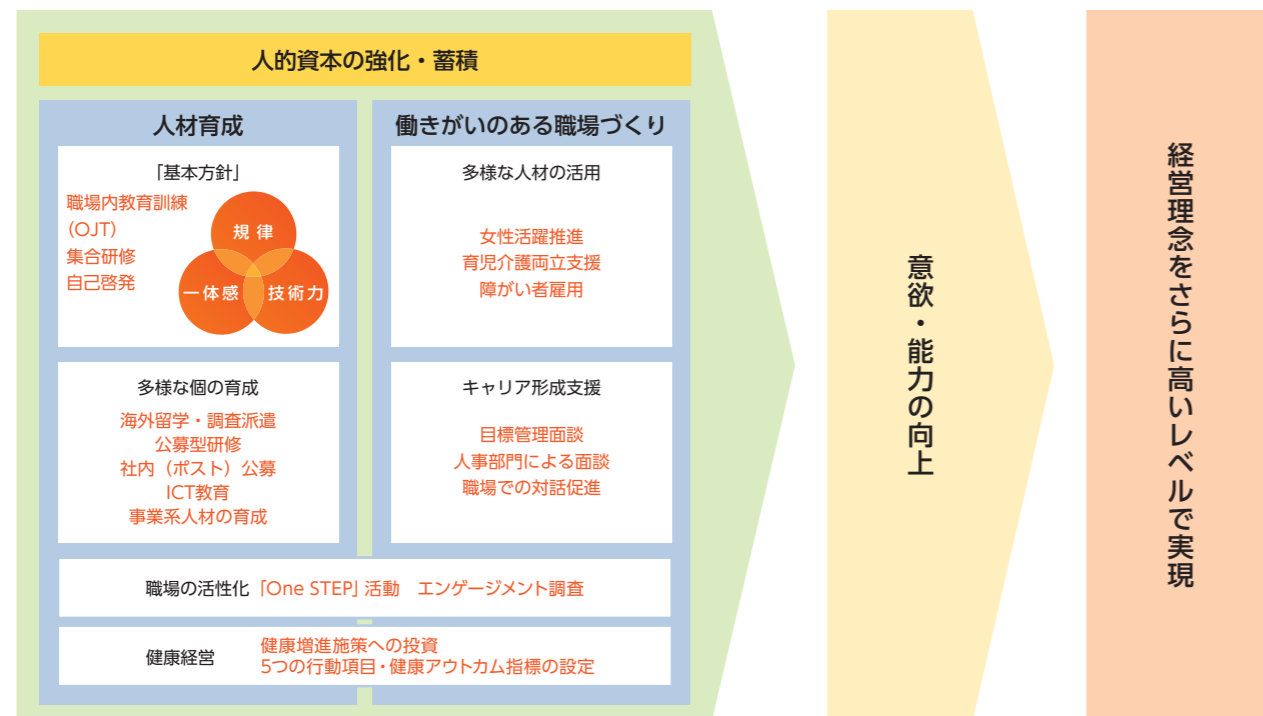 人的資本の強化・蓄積
人材育成
「基本方針」
職場内教育訓練
（OJT）
集合研修
自己啓発
規律
一体感
技術力
多様な個の育成
海外留学・調査派遣
公募型研修
社内（ポスト）公募
ICT教育
事業系人材の育成
働きがいのある職場づくり
多様な人材の活用
女性活躍推進
育児介護両立支援
障がい者雇用
キャリア形成支援
目標管理面談
人事部門による面談
職場での対話促進
職場の活性化 「One STEP」活動　エンゲージメント調査
健康経営
健康増進施策への投資
5つの行動項目・健康アウトカム指標の設定
意欲・能力の向上
経営理念をさらに高いレベルで実現